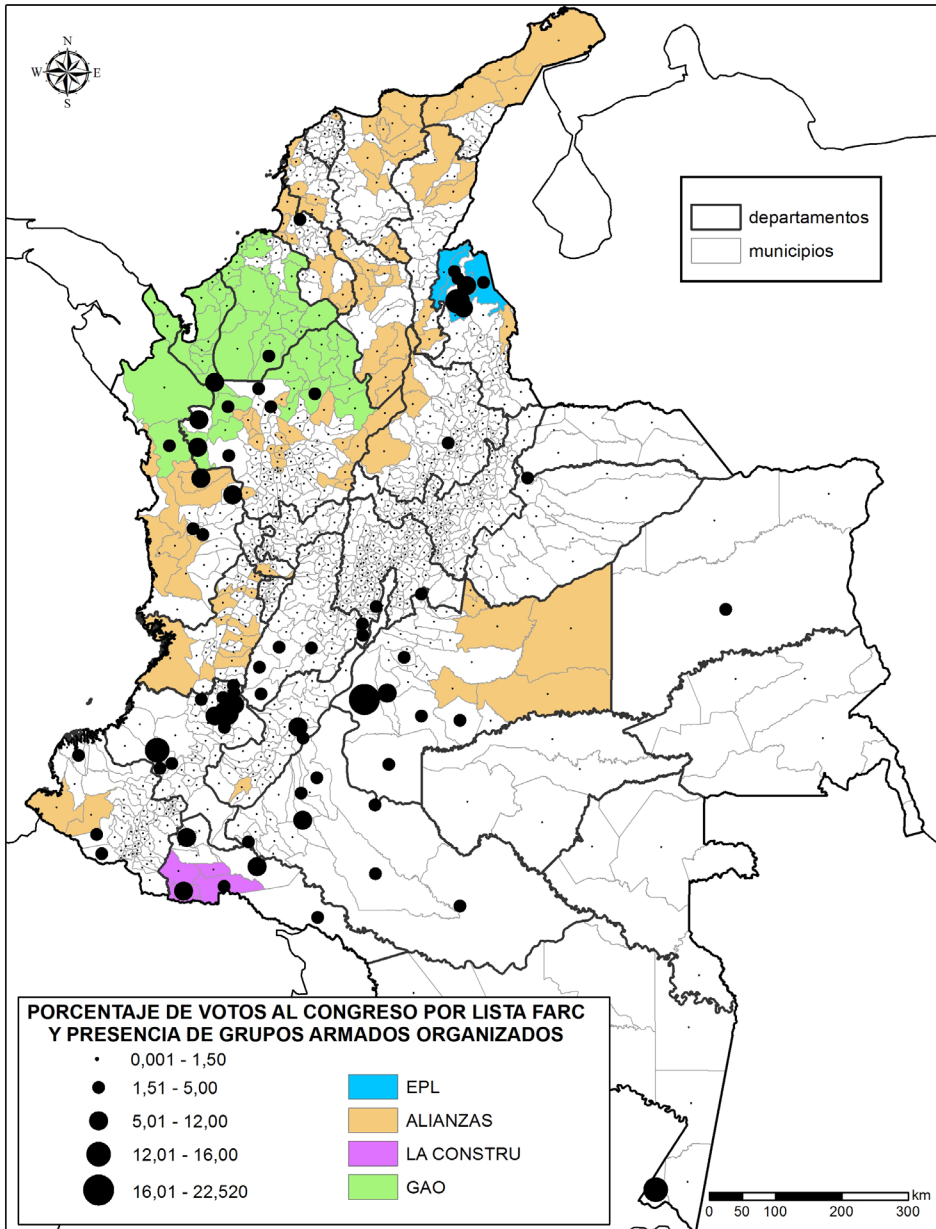 N
W E
S
departamentos
municipios
PORCENTAJE DE VOTOS AL CONGRESO POR LISTA FARC
Y PRESENCIA DE GRUPOS ARMADOS ORGANIZADOS
0,001 - 1,50
1,51 - 5,00
5,01 - 12,00
12,01 - 16,00
16,01 - 22,520
EPL
ALIANZAS
LA CONSTRU
GAO
km
0 50 100 200 300